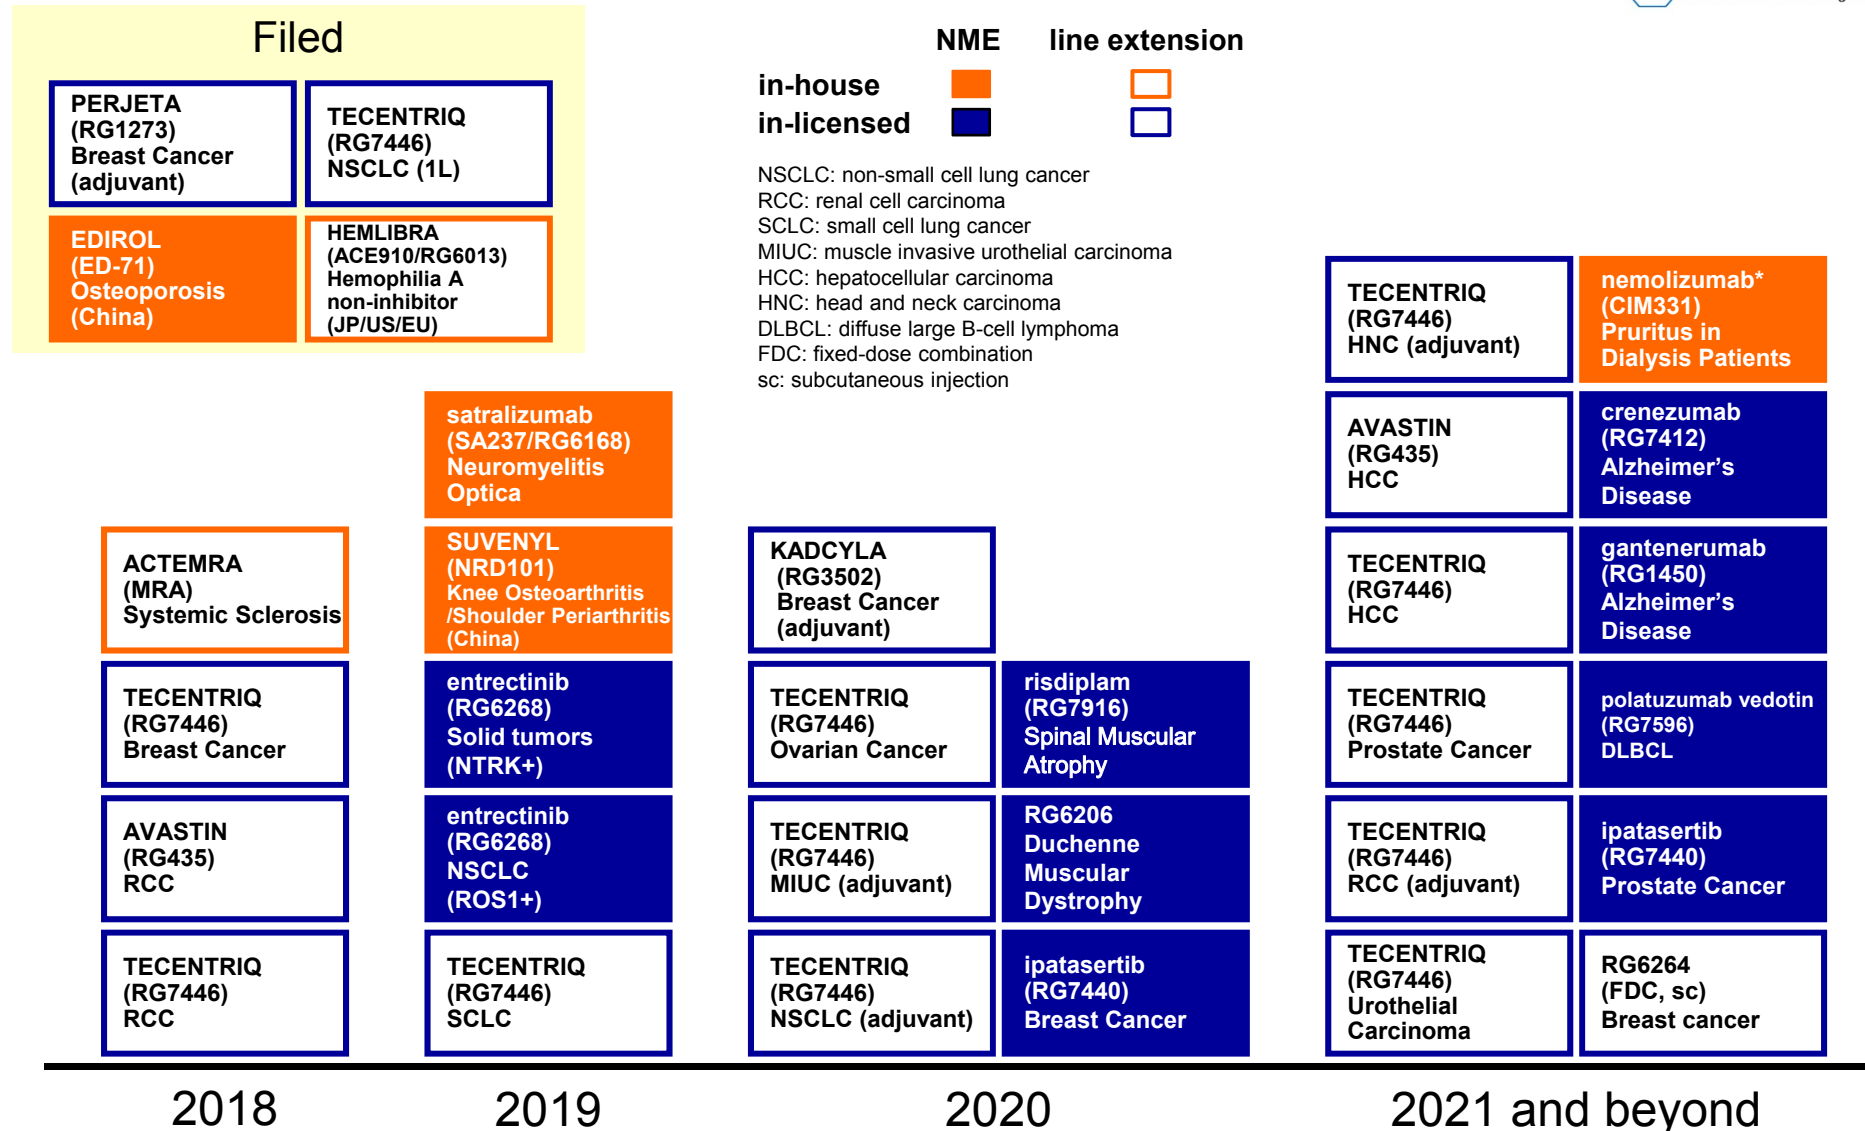 Filed
PERJETA
(RG1273)
Breast Cancer
(adjuvant)
TECENTRIQ
(RG7446)
NSCLC (1L)
EDIROL
(ED-71)
Osteoporosis
(China)
HEMLIBRA
(ACE910/RG6013)
Hemophilia A
non-inhibitor
(JP/US/EU)
NME line extension
in-house
in-licensed
NSCLC: non-small cell lung cancer
RCC: renal cell carcinoma
SCLC: small cell lung cancer
MIUC: muscle invasive urothelial carcinoma
HCC: hepatocellular carcinoma
HNC: head and neck carcinoma
DLBCL: diffuse large B-cell lymphoma
FDC: fixed-dose combination
sc: subcutaneous injection
ACTEMRA
(MRA)
Systemic Sclerosis
TECENTRIQ
(RG7446)
Breast Cancer
AVASTIN
(RG435)
RCC
TECENTRIQ
(RG7446)
RCC
satralizumab
(SA237/RG6168)
Neuromyelitis
Optica
SUVENYL
(NRD101)
Knee Osteoarthritis
/Shoulder Periarthritis
(China)
entrectinib
(RG6268)
Solid tumors
(NTRK+)
entrectinib
(RG6268)
NSCLC
(ROS1+)
TECENTRIQ
(RG7446)
SCLC
KADCYLA
(RG3502)
Breast Cancer
(adjuvant)
TECENTRIQ
(RG7446)
Ovarian Cancer
TECENTRIQ
(RG7446)
MIUC (adjuvant)
TECENTRIQ
(RG7446)
NSCLC (adjuvant)
risdiplam
(RG7916)
Spinal Muscular
Atrophy
RG6206
Duchenne
Muscular
Dystrophy
ipatasertib
(RG7440)
Breast Cancer
TECENTRIQ
(RG7446)
HNC (adjuvant)
AVASTIN
(RG435)
HCC
TECENTRIQ
(RG7446)
HCC
TECENTRIQ
(RG7446)
Prostate Cancer
TECENTRIQ
(RG7446)
RCC (adjuvant)
TECENTRIQ
(RG7446)
Urothelial
Carcinoma
nemolizumab*
(CIM331)
Pruritus in
Dialysis Patients
crenezumab
(RG7412)
Alzheimer’s
Disease
gantenerumab
(RG1450)
Alzheimer’s
Disease
polatuzumab vedotin
(RG7596)
DLBCL
ipatasertib
(RG7440)
Prostate Cancer
RG6264
(FDC, sc)
Breast cancer
2018 2019 2020 2021 and beyond